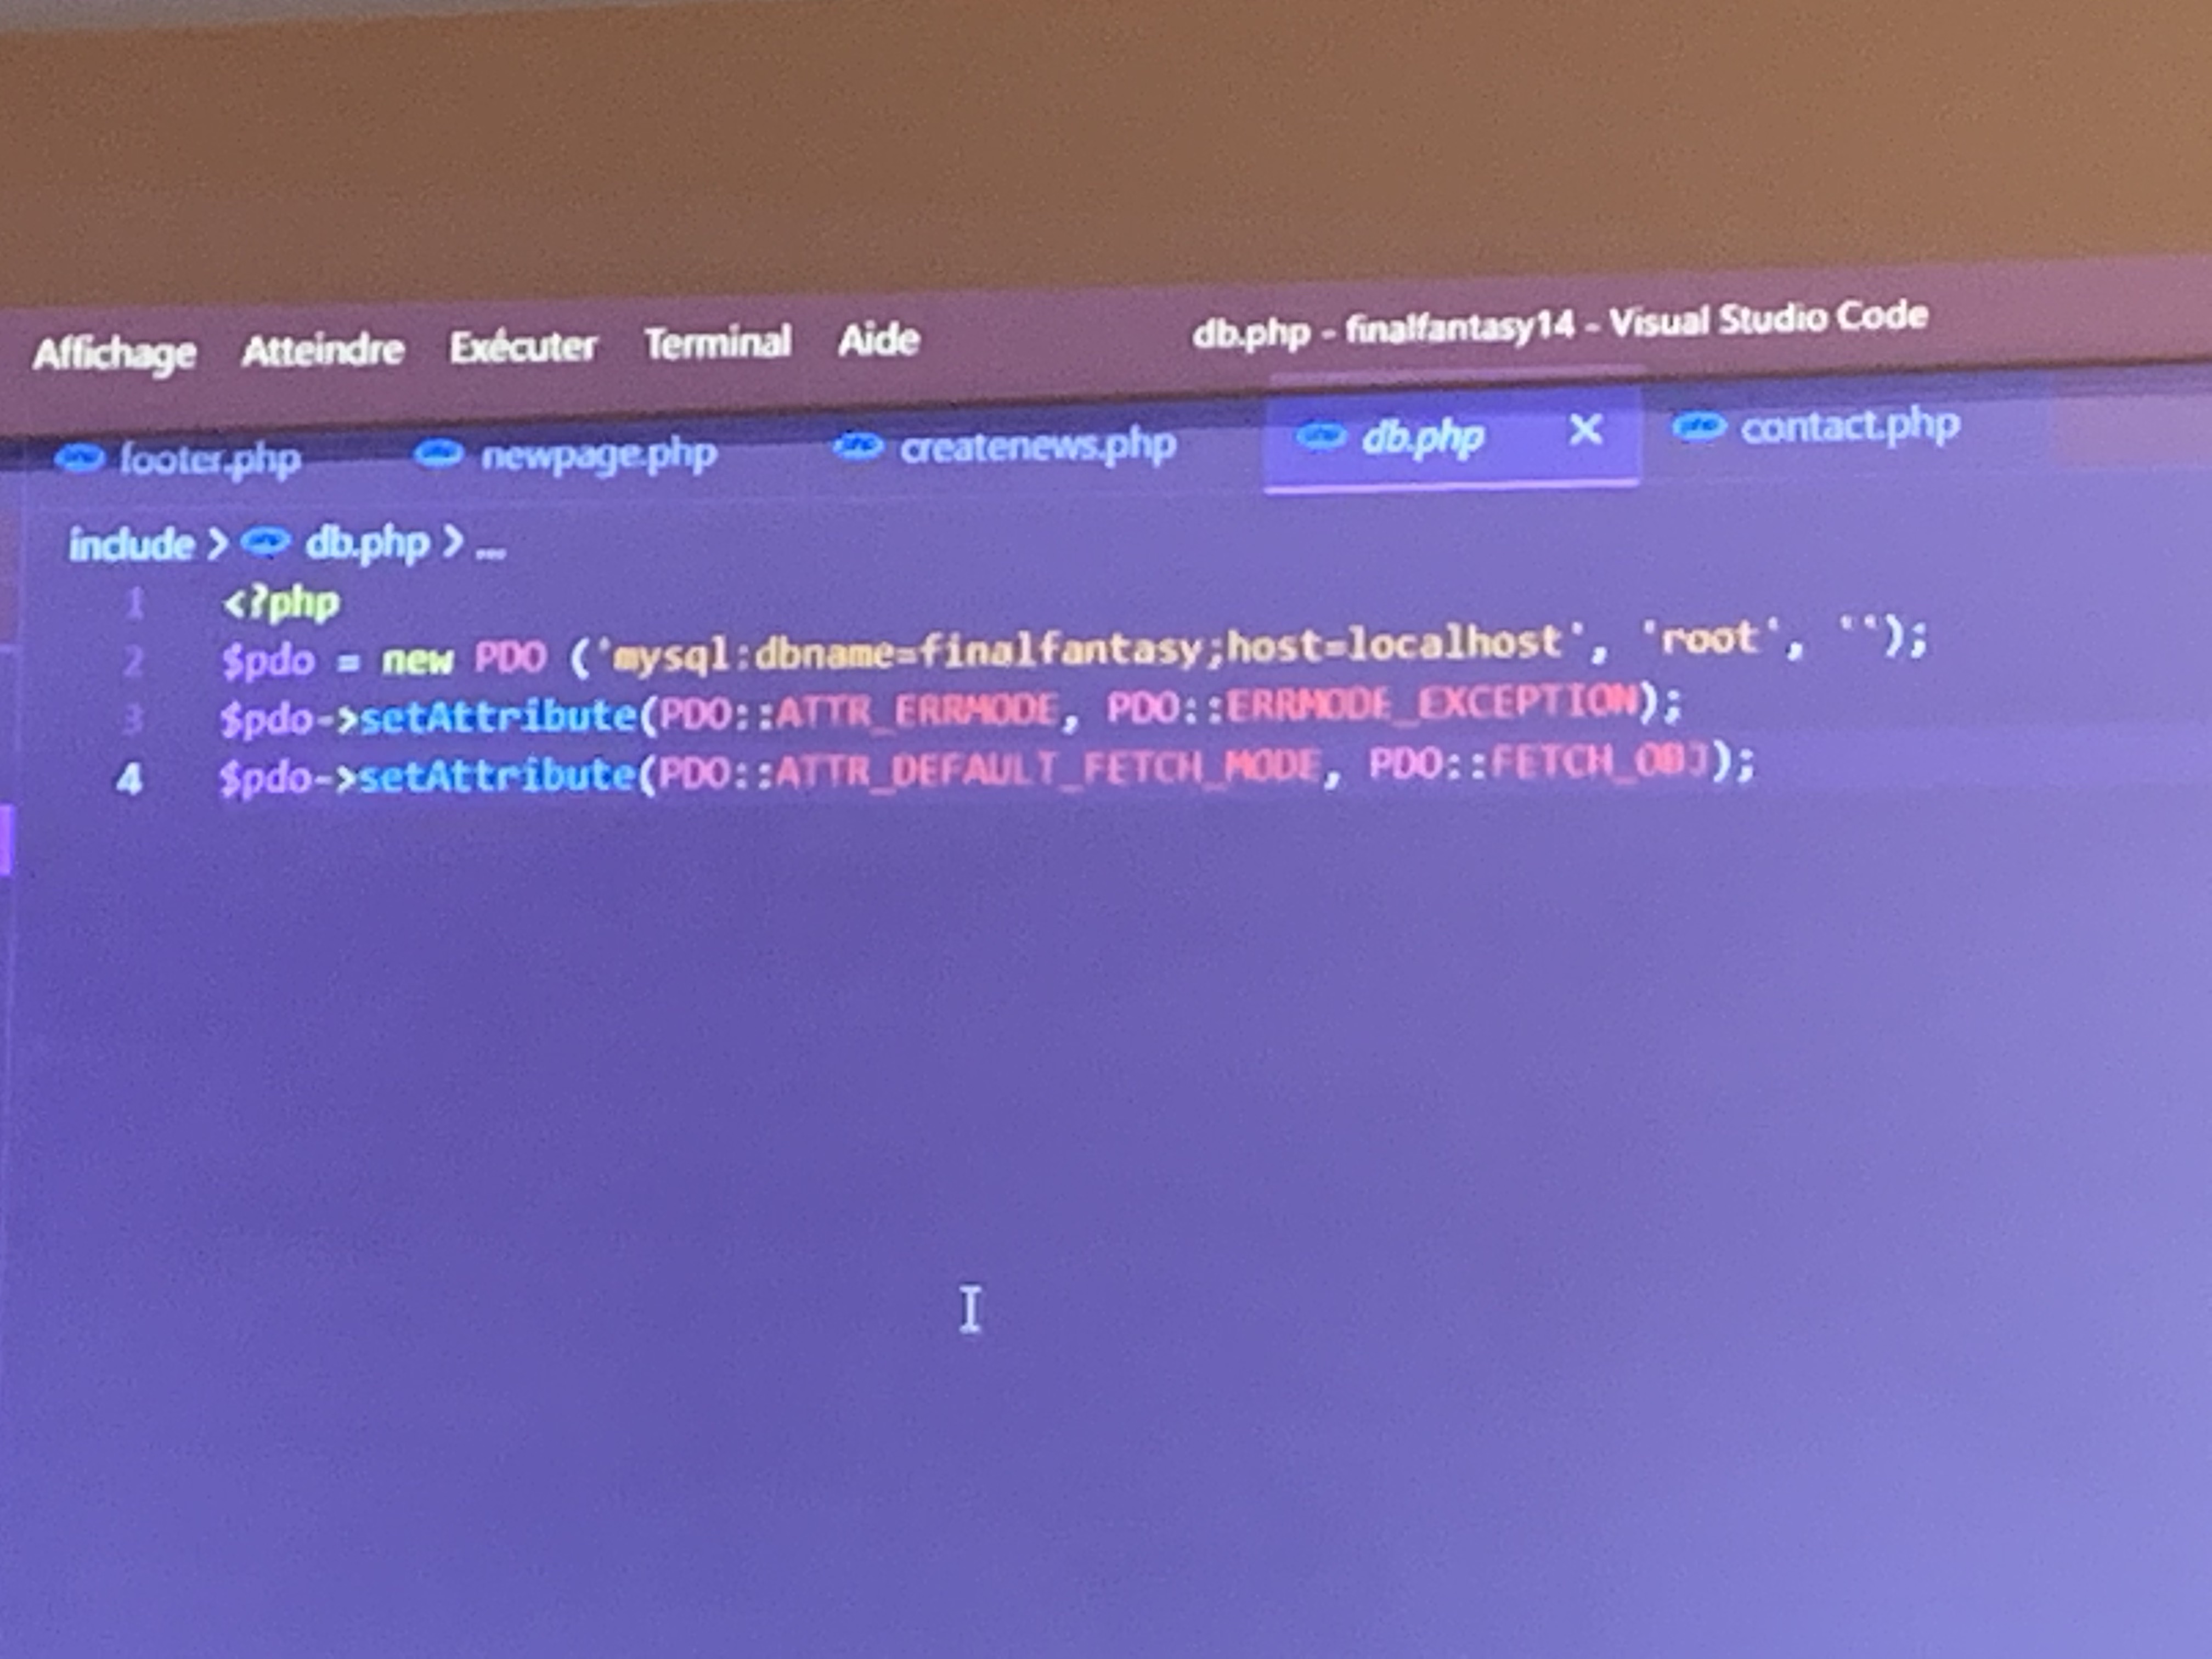 Affichage Atteindre Exécuter Terminal Aide db.php - finalfantasy14 - Visual Studio Code
footer.php newpage.php createnews.php db.php × contact.php
include > db.php > ...
1 <?php
2 $pdo = new PDO ('mysql:dbname=finalfantasy;host=localhost', 'root', '');
3 $pdo->setAttribute(PDO::ATTR_ERRMODE, PDO::ERRMODE_EXCEPTION);
4 $pdo->setAttribute(PDO::ATTR_DEFAULT_FETCH_MODE, PDO::FETCH_OBJ);